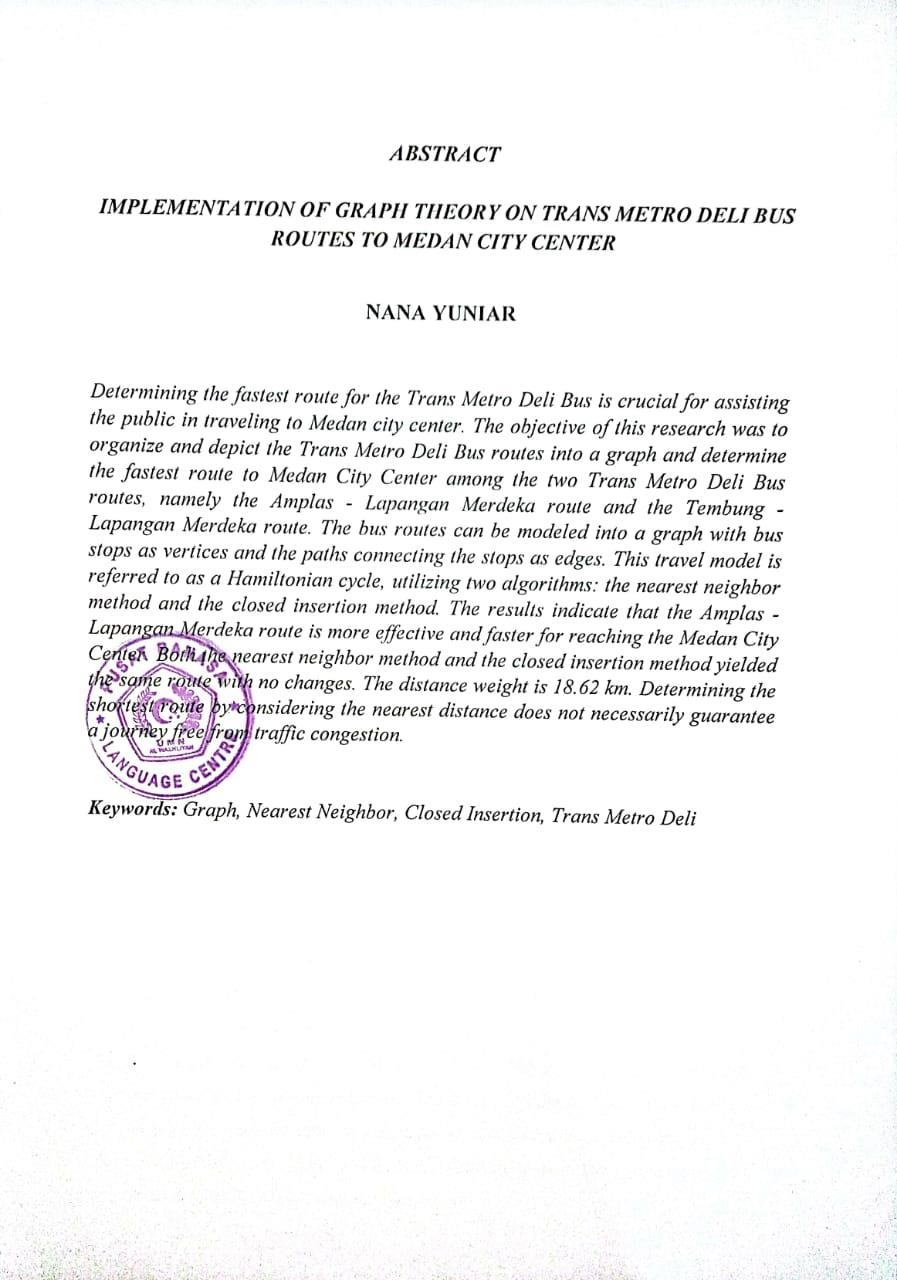 ABSTRACT
IMPLEMENTATION OF GRAPH THEORY ON TRANS METRO DELI BUS
ROUTES TO MEDAN CITY CENTER
NANA YUNIAR
Determining the fastest route for the Trans Metro Deli Bus is crucial for assisting
the public in traveling to Medan city center. The objective of this research was to
organize and depict the Trans Metro Deli Bus routes into a graph and determine
the fastest route to Medan City Center among the two Trans Metro Deli Bus
routes, namely the Amplas - Lapangan Merdeka route and the Tembung -
Lapangan Merdeka route. The bus routes can be modeled into a graph with bus
stops as vertices and the paths connecting the stops as edges. This travel model is
referred to as a Hamiltonian cycle, utilizing two algorithms: the nearest neighbor
method and the closed insertion method. The results indicate that the Amplas -
Lapangan Merdeka route is more effective and faster for reaching the Medan City
Center. Both the nearest neighbor method and the closed insertion method yielded
the same route with no changes. The distance weight is 18.62 km. Determining the
shortest route by considering the nearest distance does not necessarily guarantee
a journey free from traffic congestion.
PUSAT BAHASA
UMN
AL WASHLIYAH
LANGUAGE CENTRE
Keywords: Graph, Nearest Neighbor, Closed Insertion, Trans Metro Deli